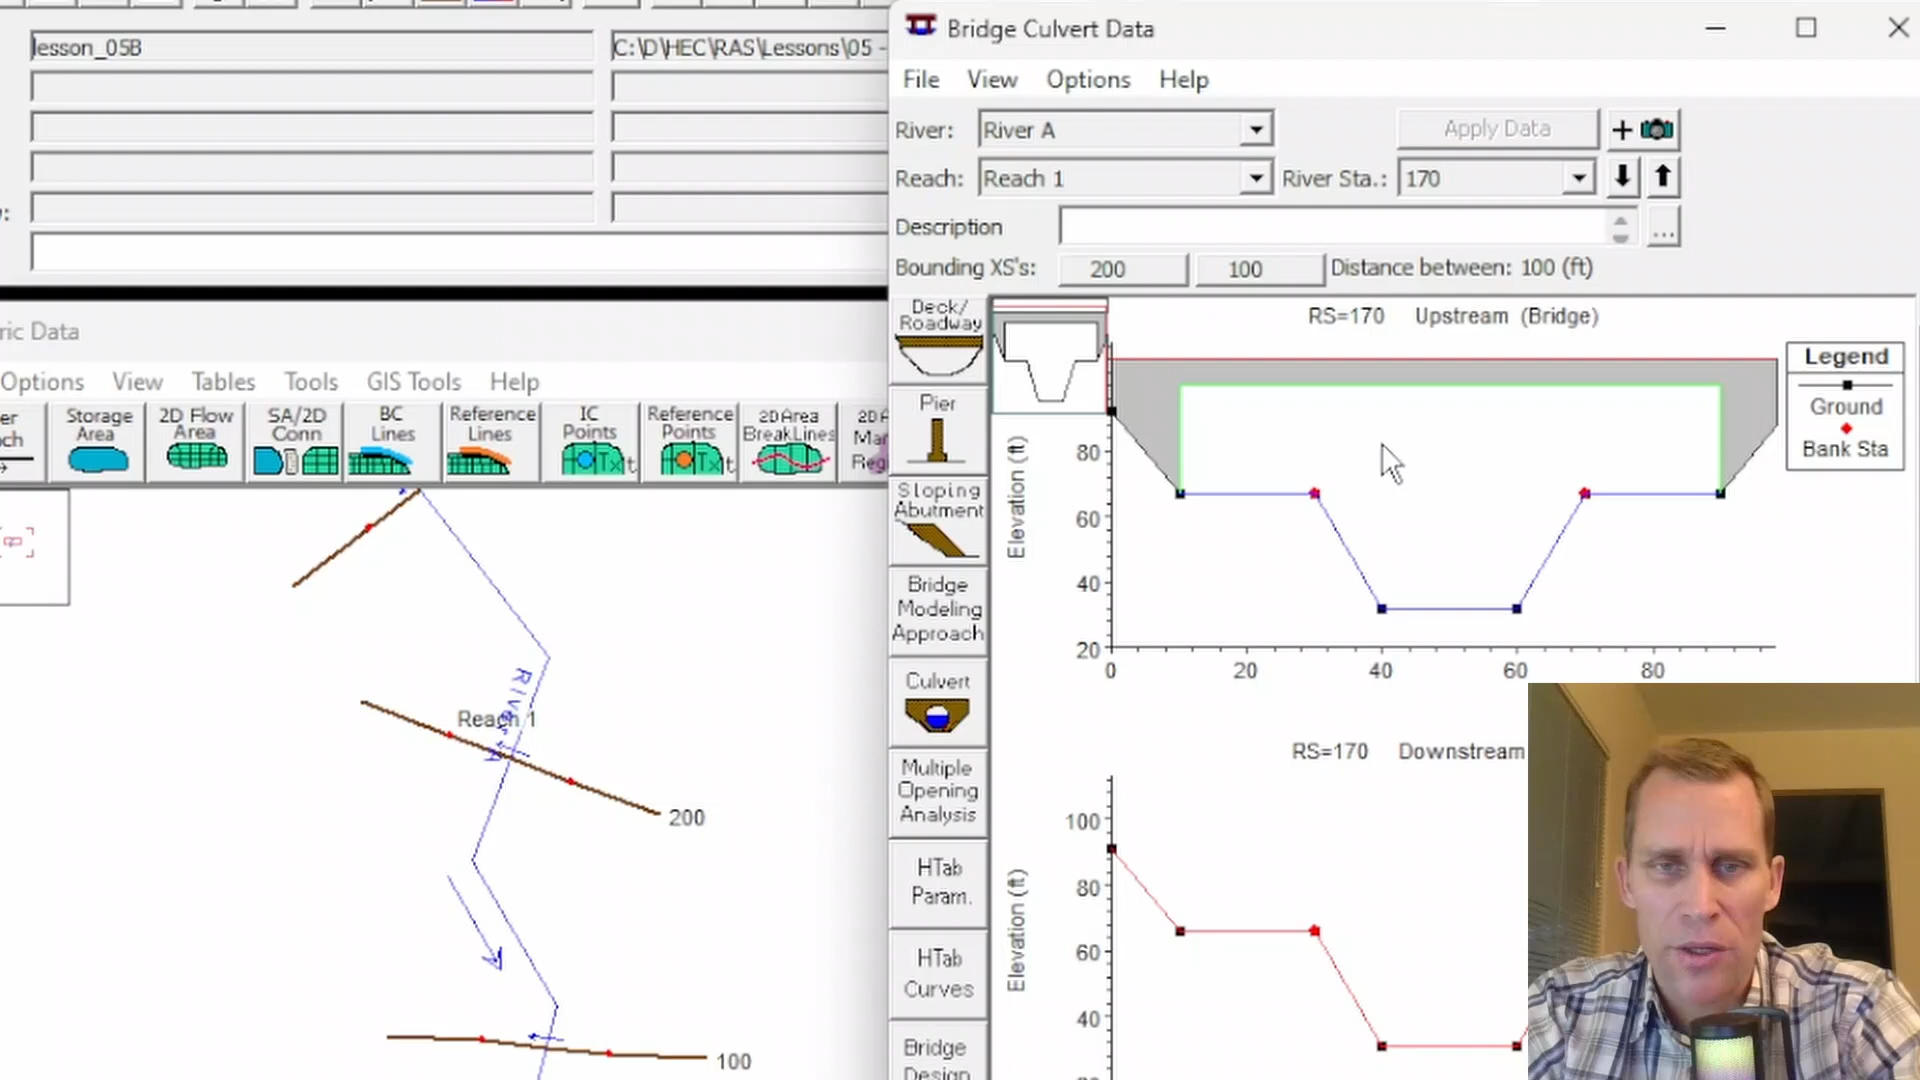 lesson_05B
C:\D\HEC\RAS\Lessons\05 -
ric Data
Options View Tables Tools GIS Tools Help
Storage Area
2D Flow Area
SA/2D Conn
BC Lines
Reference Lines
IC Points
Reference Points
2D Area BreakLines
Reach 1
River A
200
100
Bridge Culvert Data
File View Options Help
River: River A Apply Data
Reach: Reach 1 River Sta.: 170
Description ...
Bounding XS's: 200 100 Distance between: 100 (ft)
Deck/
Roadway
Pier
Sloping
Abutment
Bridge
Modeling
Approach
Culvert
Multiple
Opening
Analysis
HTab
Param.
HTab
Curves
Bridge
Design
RS=170 Upstream (Bridge)
Elevation (ft)
80
60
40
20
0 20 40 60 80
Legend
Ground
Bank Sta
RS=170 Downstream
Elevation (ft)
100
80
60
40